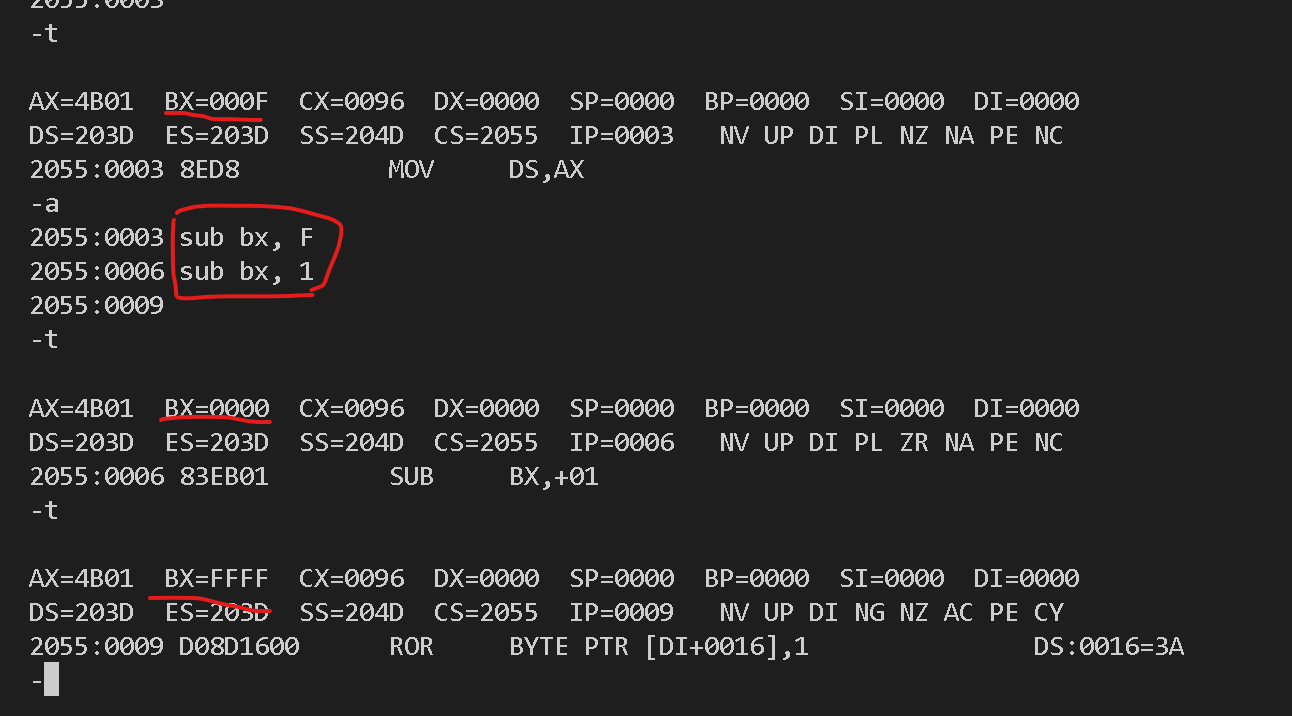 2055:0003
-t
AX=4B01  BX=000F  CX=0096  DX=0000  SP=0000  BP=0000  SI=0000  DI=0000
DS=203D  ES=203D  SS=204D  CS=2055  IP=0003   NV UP DI PL NZ NA PE NC
2055:0003 8ED8          MOV     DS,AX
-a
2055:0003 sub bx, F
2055:0006 sub bx, 1
2055:0009
-t
AX=4B01  BX=0000  CX=0096  DX=0000  SP=0000  BP=0000  SI=0000  DI=0000
DS=203D  ES=203D  SS=204D  CS=2055  IP=0006   NV UP DI PL ZR NA PE NC
2055:0006 83EB01        SUB     BX,+01
-t
AX=4B01  BX=FFFF  CX=0096  DX=0000  SP=0000  BP=0000  SI=0000  DI=0000
DS=203D  ES=203D  SS=204D  CS=2055  IP=0009   NV UP DI NG NZ AC PE CY
2055:0009 D08D1600      ROR     BYTE PTR [DI+0016],1               DS:0016=3A
-